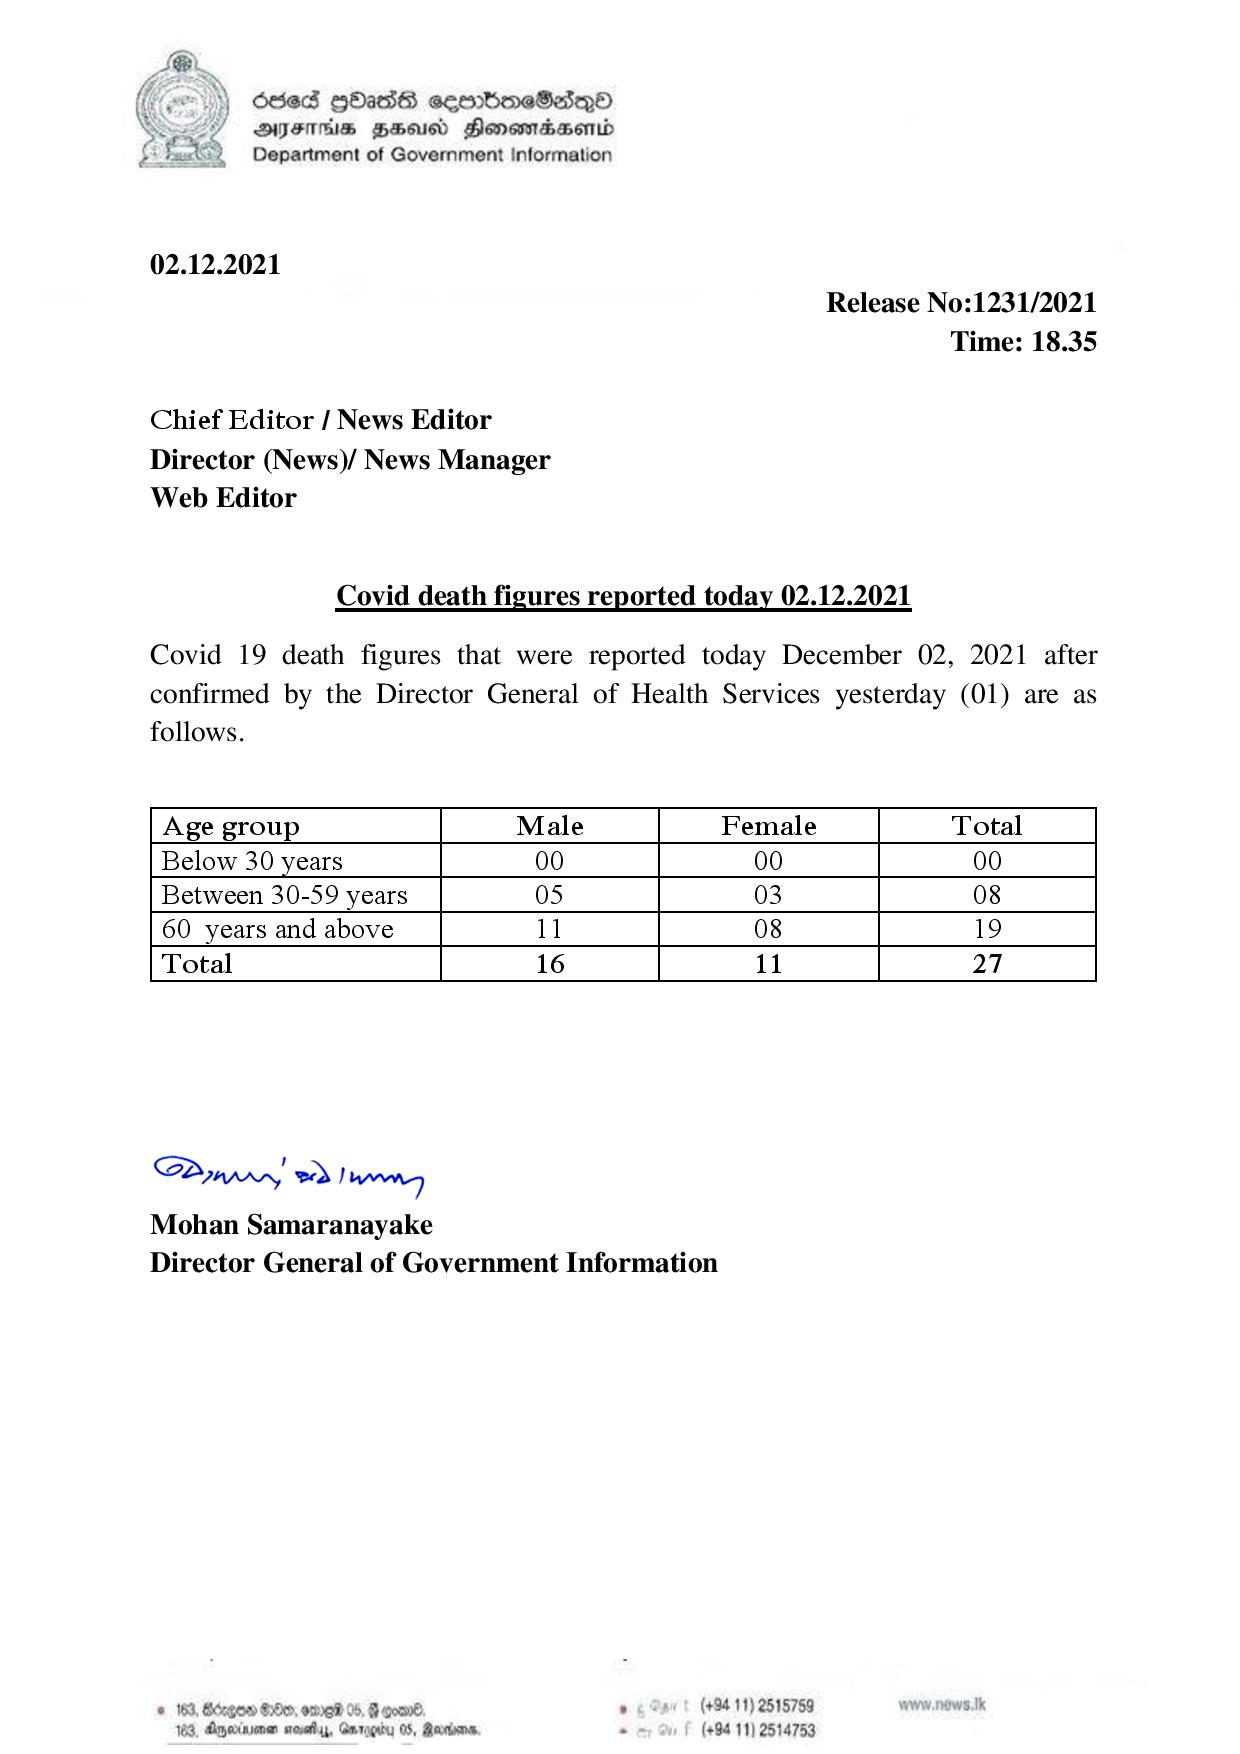 රජයේ ප්‍රවෘත්ති දෙපාර්තමේන්තුව
அரசாங்க தகவல் திணைக்களம்
Department of Government Information
02.12.2021
Release No:1231/2021
Time: 18.35
Chief Editor / News Editor
Director (News)/ News Manager
Web Editor
Covid death figures reported today 02.12.2021
Covid 19 death figures that were reported today December 02, 2021 after
confirmed by the Director General of Health Services yesterday (01) are as
follows.
Age group Male Female Total
Below 30 years 00 00 00
Between 30-59 years 05 03 08
60 years and above 11 08 19
Total 16 11 27
Mohan Samaranayake
Director General of Government Information
163, කිරුලපන මාවත, කොළඹ 05, ශ්‍රී ලංකාව.
163, கிருலப்பனை எவனியூ, கொழும்பு 05, இலங்கை.
(+94 11) 2515759
(+94 11) 2514753
www.news.lk